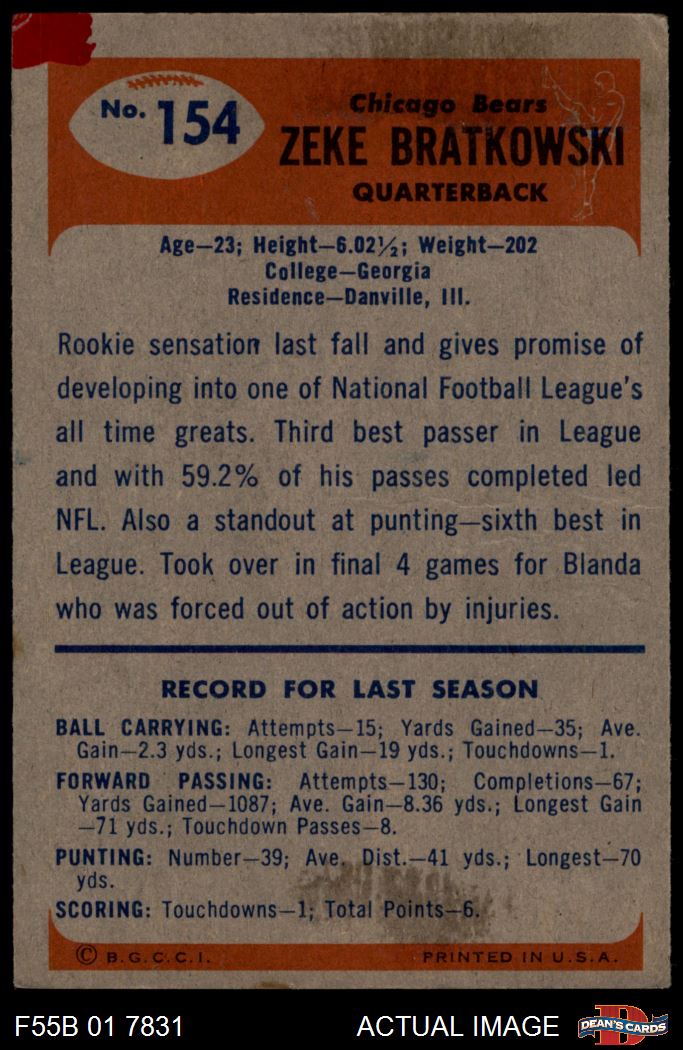 No. 154
Chicago Bears
ZEKE BRATKOWSKI
QUARTERBACK
Age—23; Height—6.02½; Weight—202
College—Georgia
Residence—Danville, Ill.
Rookie sensation last fall and gives promise of
developing into one of National Football League's
all time greats. Third best passer in League
and with 59.2% of his passes completed led
NFL. Also a standout at punting—sixth best in
League. Took over in final 4 games for Blanda
who was forced out of action by injuries.
RECORD FOR LAST SEASON
BALL CARRYING: Attempts—15; Yards Gained—35; Ave.
Gain—2.3 yds.; Longest Gain—19 yds.; Touchdowns—1.
FORWARD PASSING: Attempts—130; Completions—67;
Yards Gained—1087; Ave. Gain—8.36 yds.; Longest Gain
—71 yds.; Touchdown Passes—8.
PUNTING: Number—39; Ave. Dist.—41 yds.; Longest—70
yds.
SCORING: Touchdowns—1; Total Points—6.
© B.G.C.C.I. PRINTED IN U.S.A.
F55B 01 7831 ACTUAL IMAGE D DEAN'S CARDS